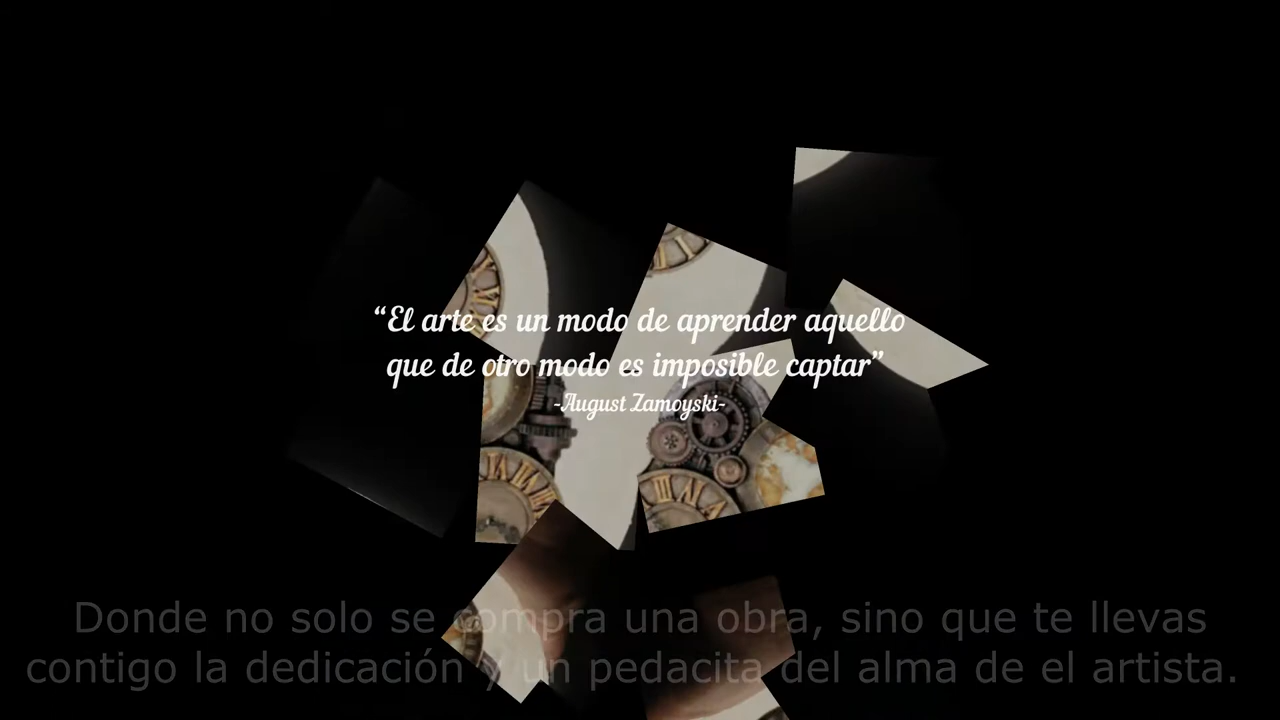 “El arte es un modo de aprender aquello
que de otro modo es imposible captar”
-August Zamoyski-
Donde no solo se compra una obra, sino que te llevas
contigo la dedicación y un pedacita del alma de el artista.